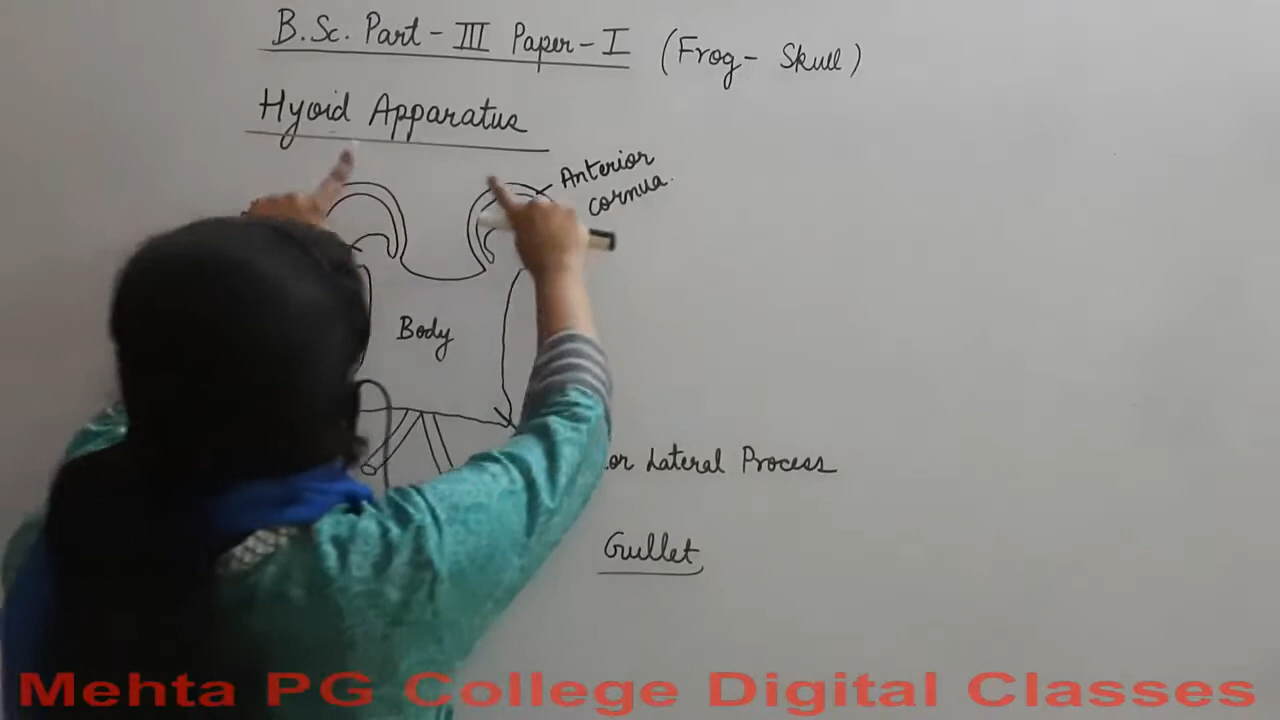 B.Sc. Part - III Paper - I (Frog - Skull)
Hyoid Apparatus
Anterior
cornua.
Body
or Lateral Process
Gullet
Mehta PG College Digital Classes